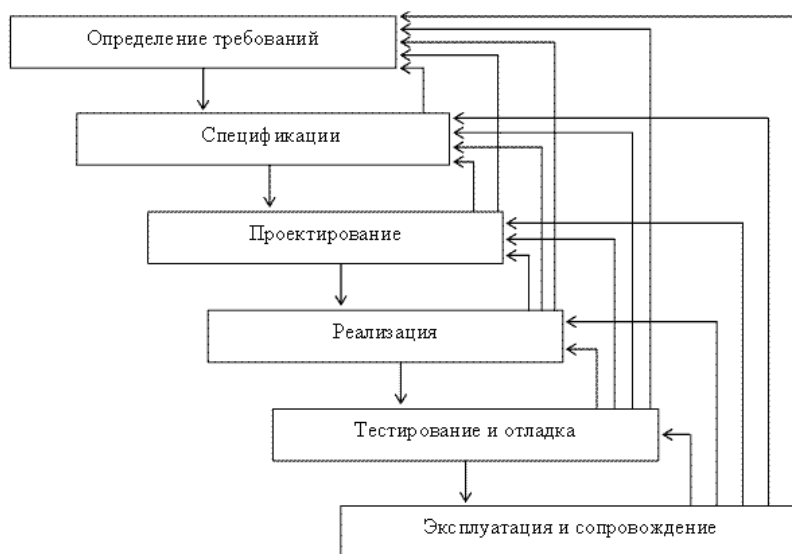 Определение требований
Спецификации
Проектирование
Реализация
Тестирование и отладка
Эксплуатация и сопровождение